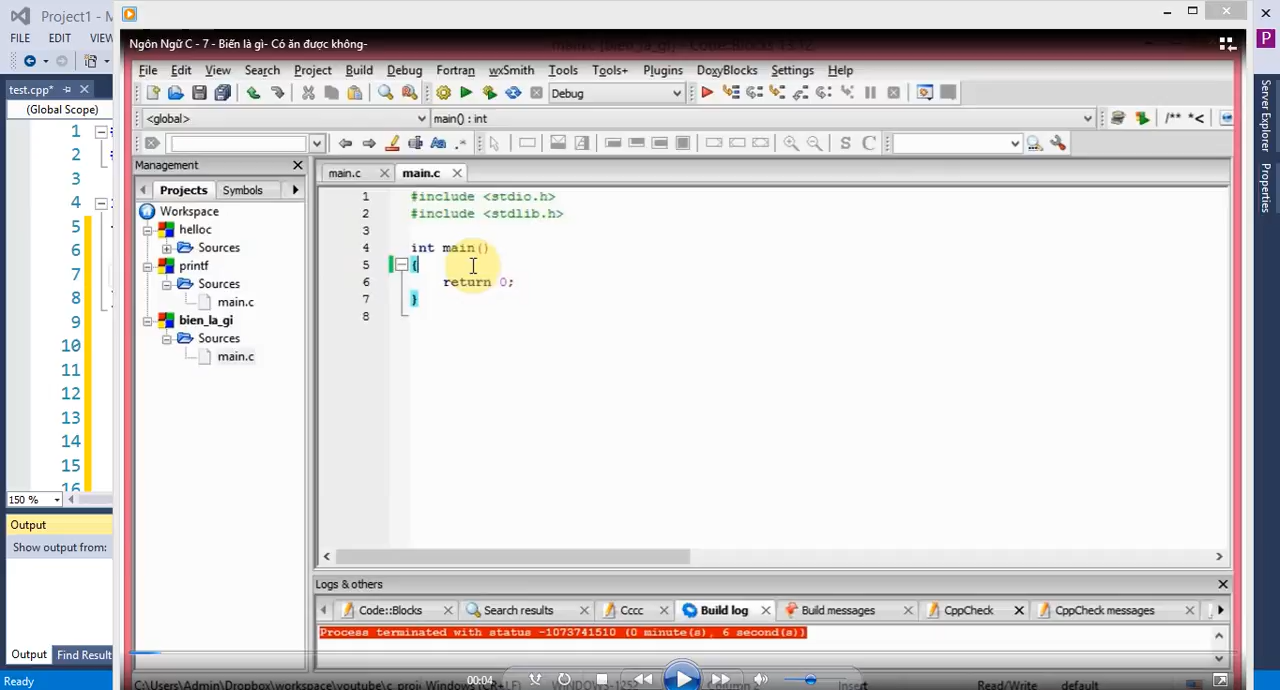 Project1 - M
FILE EDIT VIEW
test.cpp*
(Global Scope)
1
2
3
4
5
6
7
8
9
10
11
12
13
14
15
16
150 %
Output
Show output from:
Output Find Result
Ready
Ngôn Ngữ C - 7 - Biến là gì- Có ăn được không-
File Edit View Search Project Build Debug Fortran wxSmith Tools Tools+ Plugins DoxyBlocks Settings Help
Debug
<global> main() : int /** *<
S C
Management
Projects Symbols
Workspace
helloc
Sources
printf
Sources
main.c
bien_la_gi
Sources
main.c
main.c main.c
1 #include <stdio.h>
2 #include <stdlib.h>
3
4 int main()
5 {
6 return 0;
7 }
8
Logs & others
Code::Blocks Search results Cccc Build log Build messages CppCheck CppCheck messages
Process terminated with status -1073741510 (0 minute(s), 6 second(s))
00:04
Server Explorer
Properties